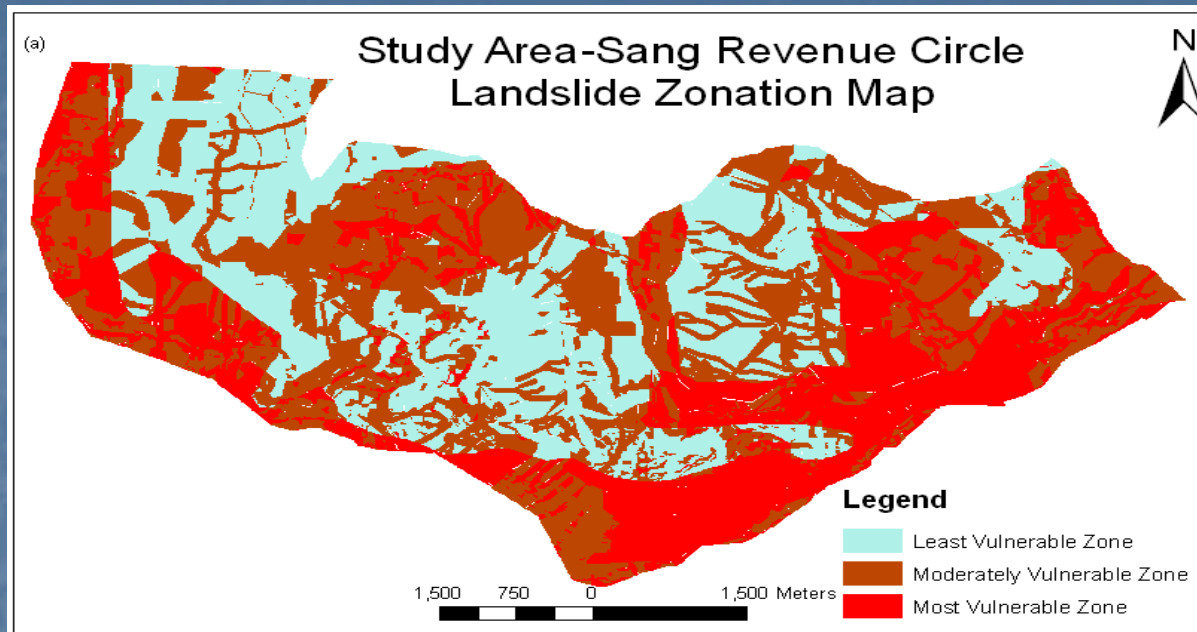 (a)
Study Area-Sang Revenue Circle
Landslide Zonation Map
N
Legend
Least Vulnerable Zone
Moderately Vulnerable Zone
Most Vulnerable Zone
1,500 750 0 1,500 Meters